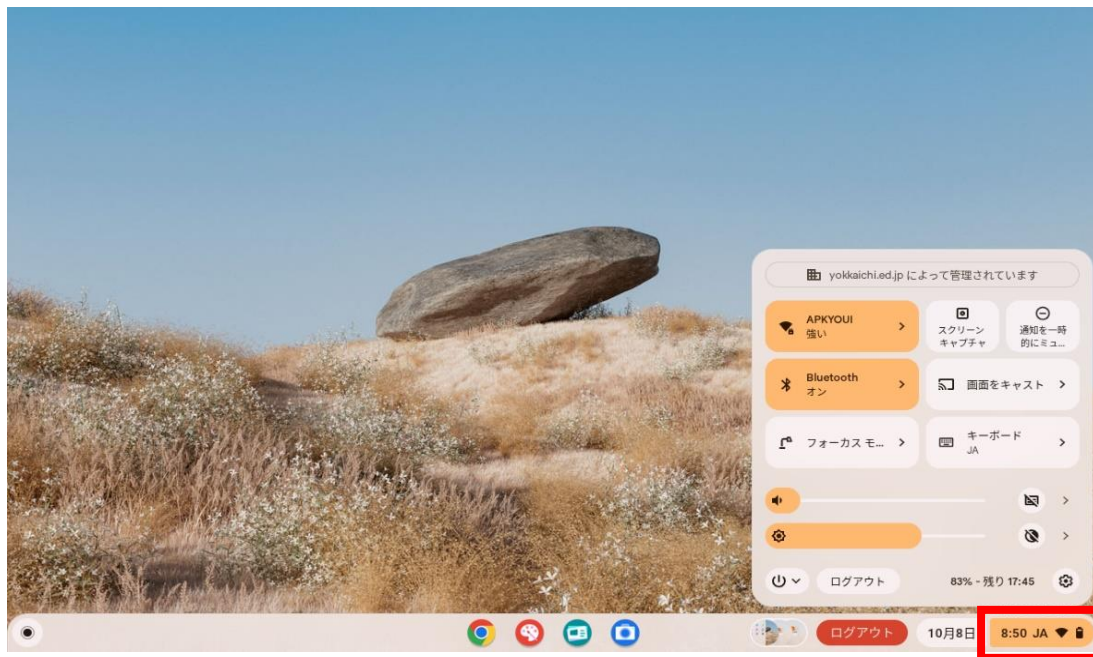 yokkaichi.ed.jp によって管理されています
APKYOUI
強い
スクリーン
キャプチャ
通知を一時
的にミュ...
Bluetooth
オン
画面をキャスト
フォーカス モ...
キーボード
JA
ログアウト
83% - 残り 17:45
ログアウト
10月8日
8:50 JA